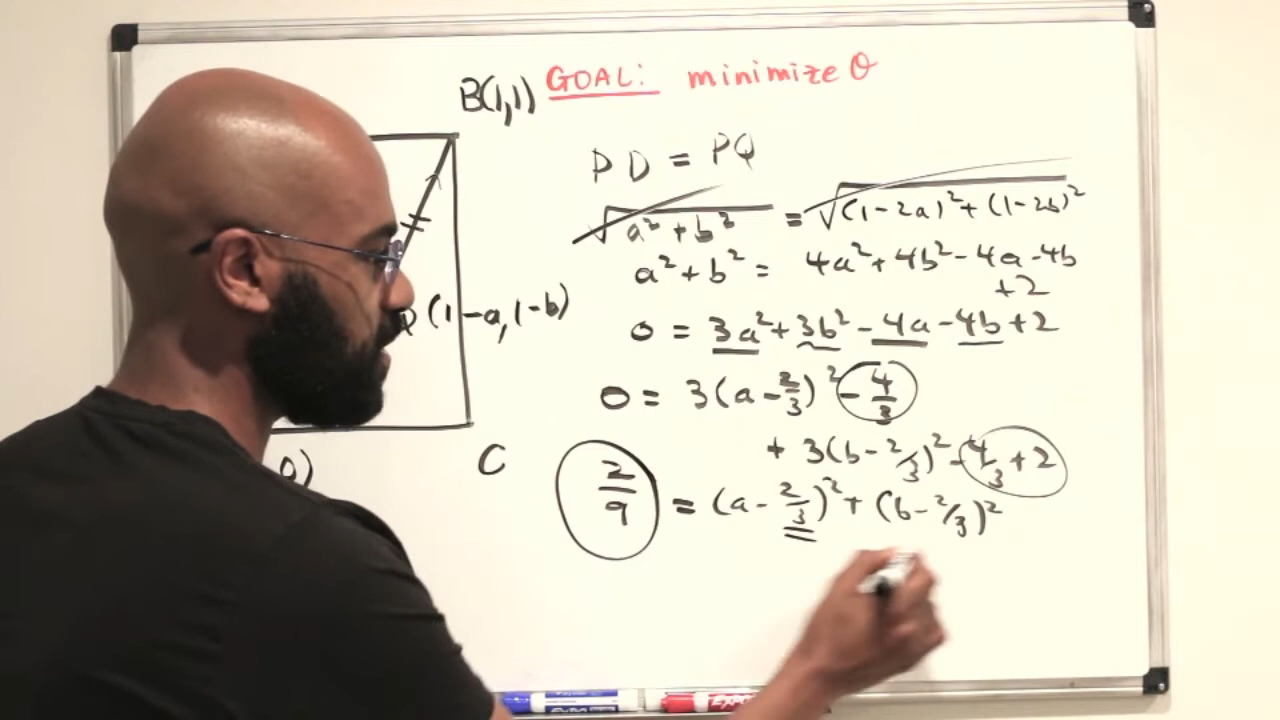 GOAL: minimize θ
B(1,1)
PD = PQ
√(a² + b²) = √((1-2a)² + (1-2b)²)
a² + b² = 4a² + 4b² - 4a - 4b
+2
(1-a, 1-b)
0 = 3a² + 3b² - 4a - 4b + 2
0 = 3(a - 2/3)² - 4/3
+ 3(b - 2/3)² - 4/3 + 2
C
0)
2/9 = (a - 2/3)² + (b - 2/3)²
EXPO